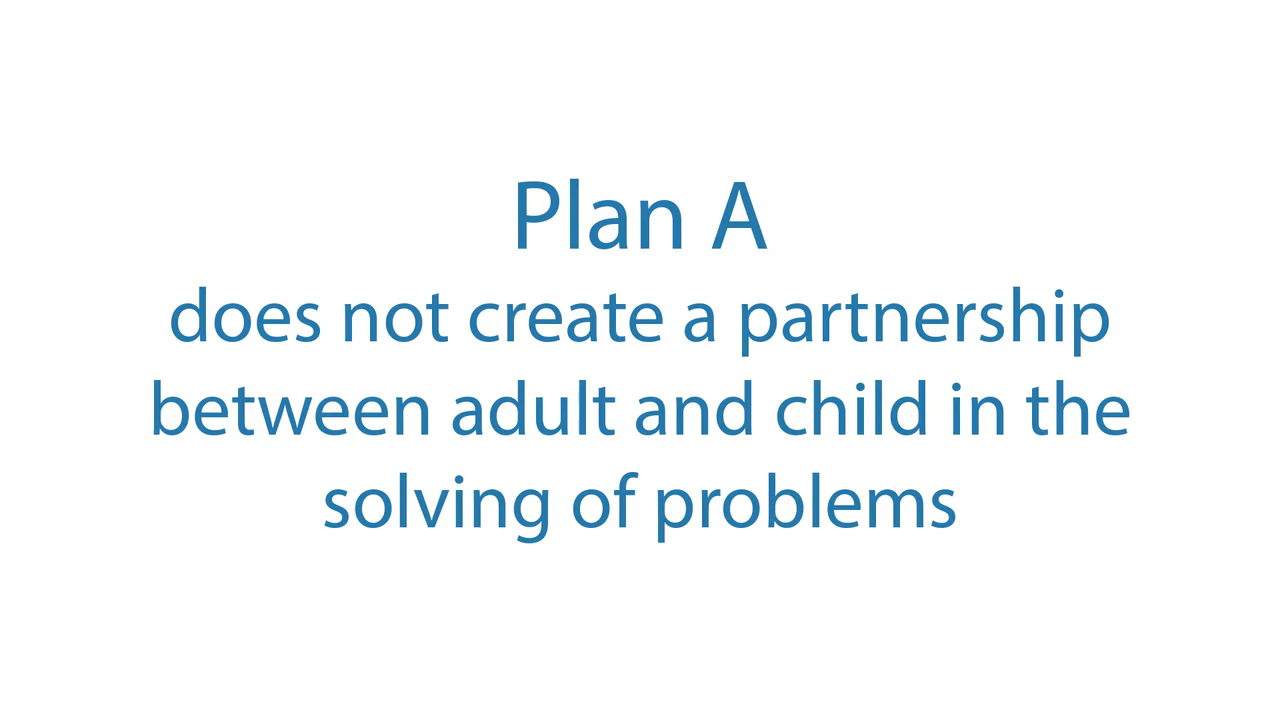 Plan A
does not create a partnership
between adult and child in the
solving of problems